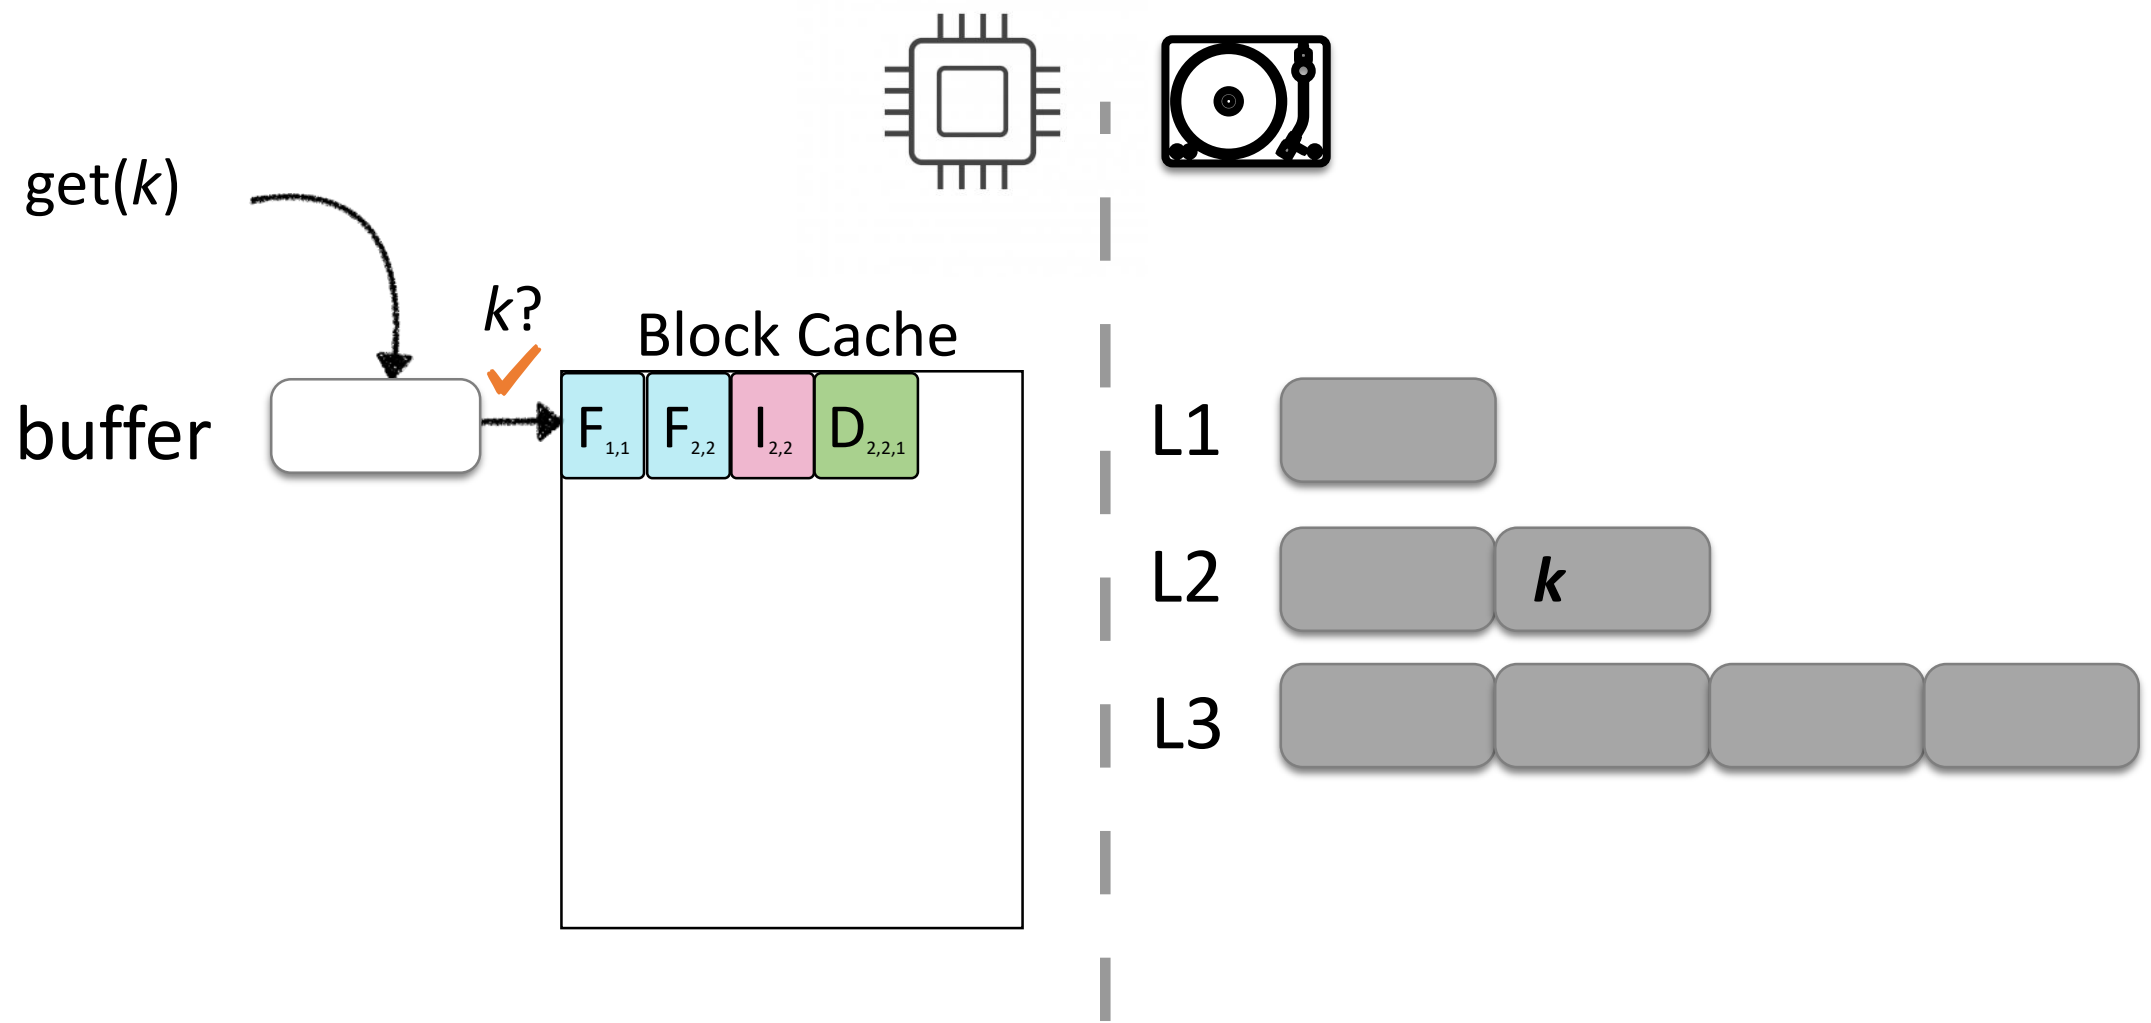 get(k)
k?
Block Cache
buffer
F1,1 F2,2 I2,2 D2,2,1
L1
L2 k
L3